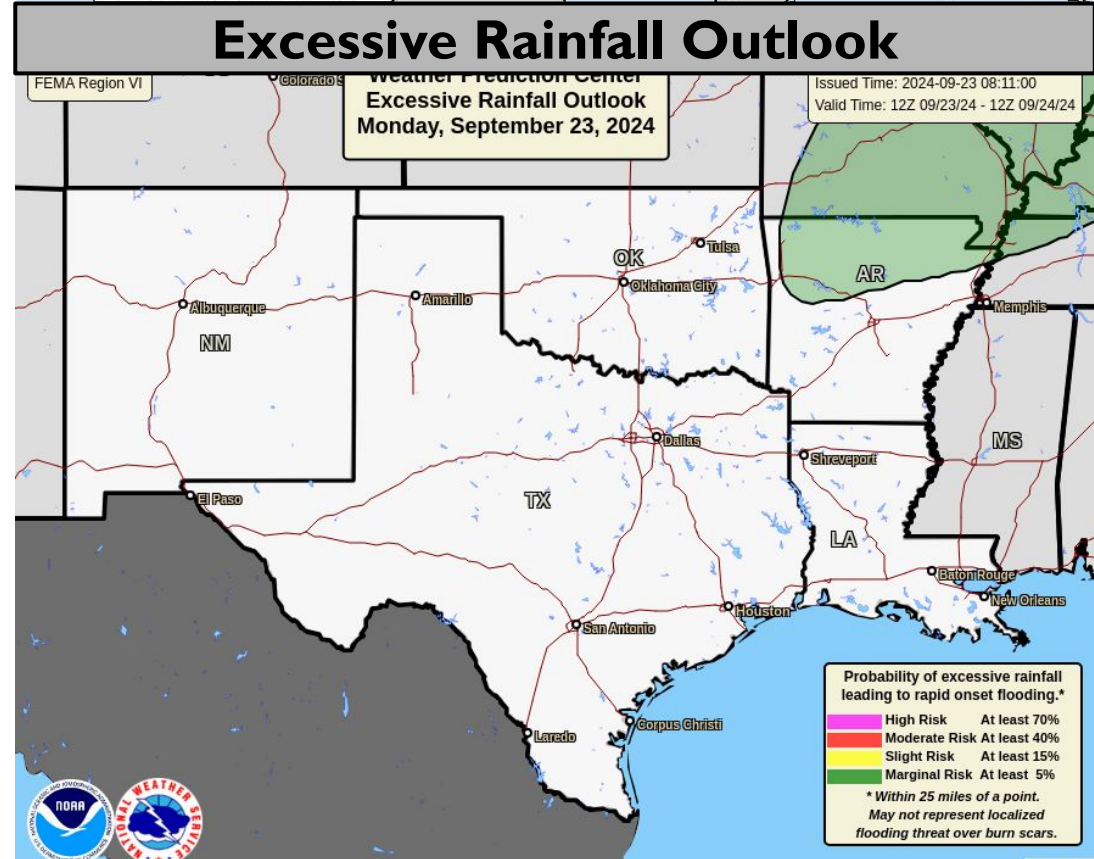 Excessive Rainfall Outlook
FEMA Region VI
Colorado S
Weather Prediction Center
Excessive Rainfall Outlook
Monday, September 23, 2024
Issued Time: 2024-09-23 08:11:00
Valid Time: 12Z 09/23/24 - 12Z 09/24/24
Tulsa
OK
AR
Oklahoma City
Amarillo
Albuquerque
Memphis
NM
Dallas
MS
Shreveport
El Paso
TX
LA
Baton Rouge
New Orleans
Houston
San Antonio
Corpus Christi
Laredo
Probability of excessive rainfall
leading to rapid onset flooding.*
High Risk At least 70%
Moderate Risk At least 40%
Slight Risk At least 15%
Marginal Risk At least 5%
* Within 25 miles of a point.
May not represent localized
flooding threat over burn scars.
NOAA
NATIONAL WEATHER SERVICE